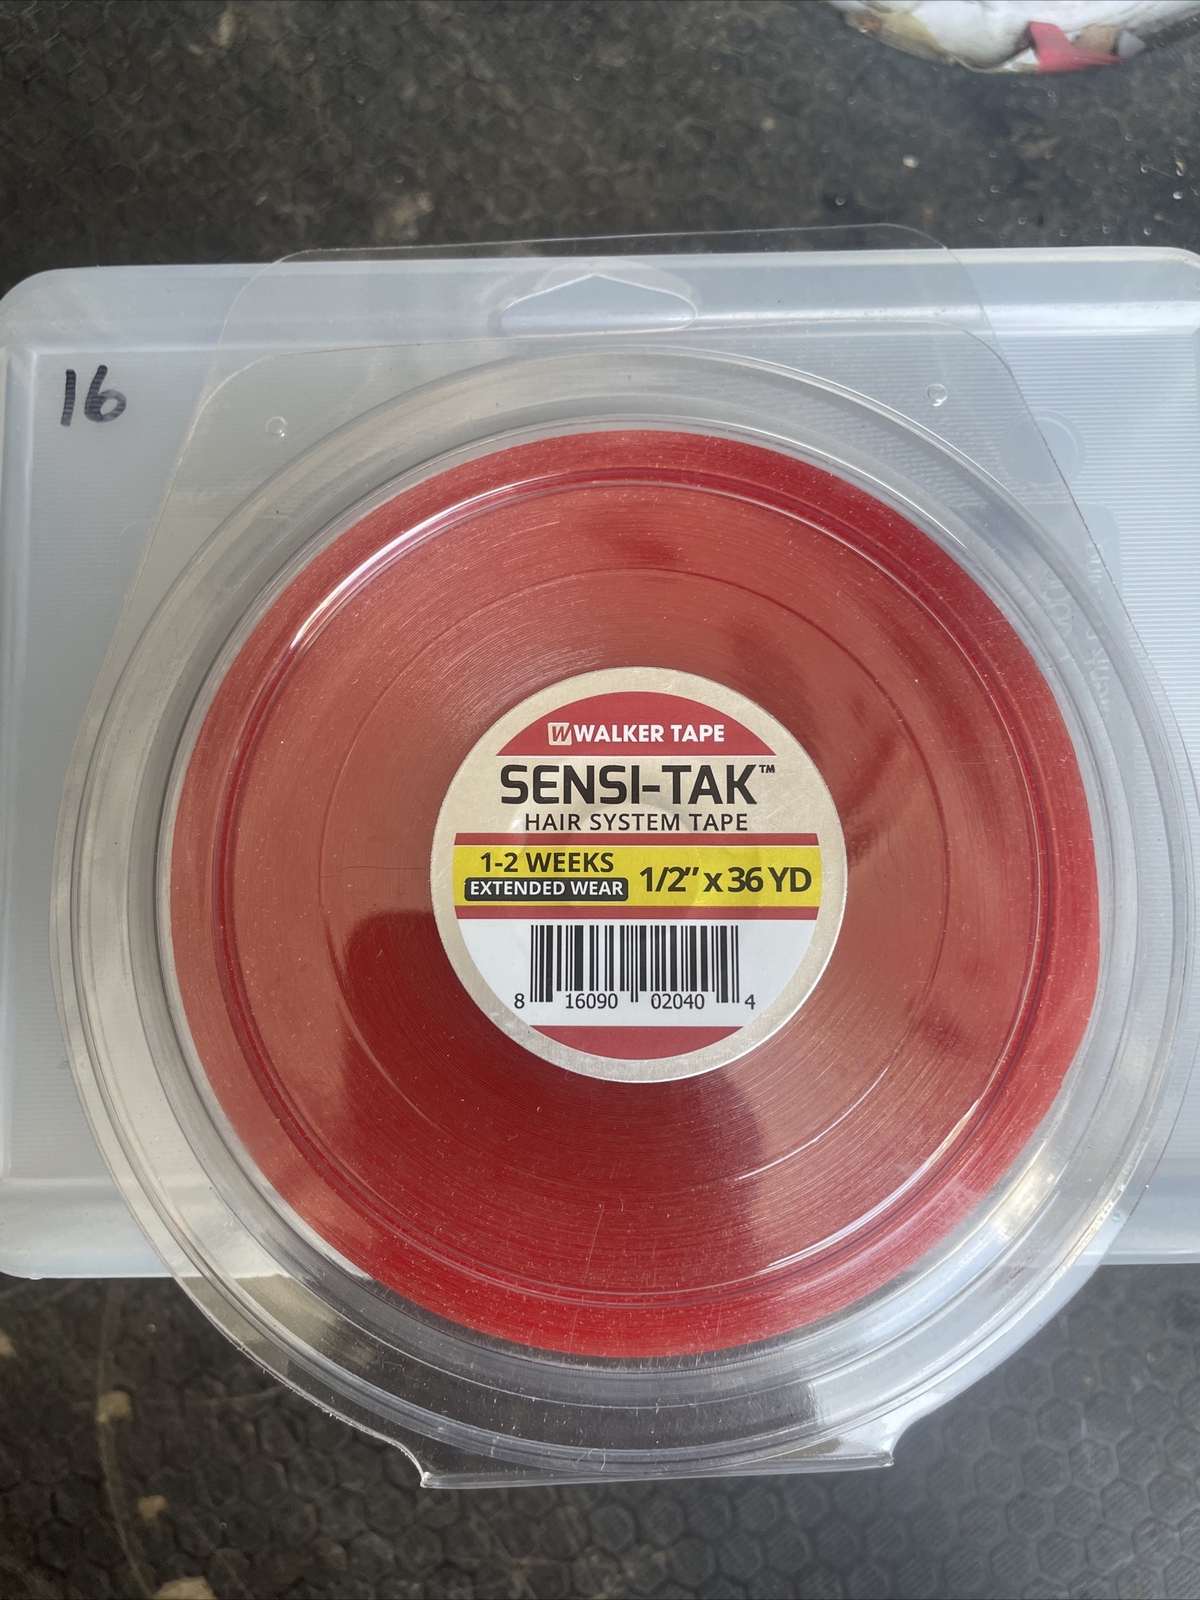 16
WALKER TAPE
SENSI-TAK™
HAIR SYSTEM TAPE
1-2 WEEKS
EXTENDED WEAR
1/2" x 36 YD
8 16090 02040 4